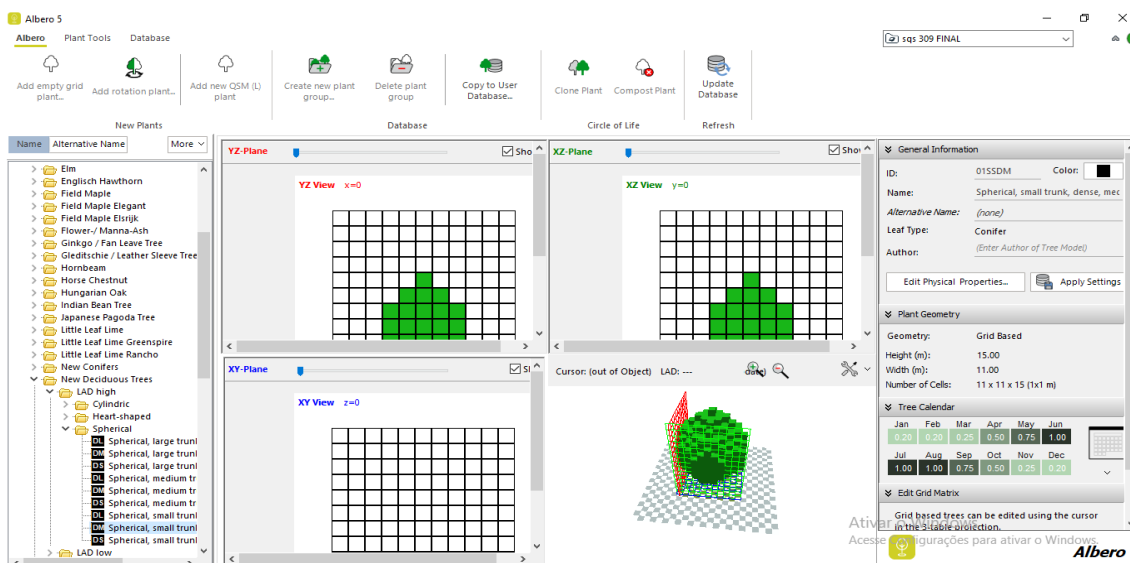 Albero 5
Albero Plant Tools Database
sqs 309 FINAL
Add empty grid plant...
Add rotation plant...
Add new QSM (L) plant
Create new plant group...
Delete plant group
Copy to User Database...
Clone Plant
Compost Plant
Update Database
New Plants
Database
Circle of Life
Refresh
Name Alternative Name More
Elm
Englisch Hawthorn
Field Maple
Field Maple Elegant
Field Maple Elsrijk
Flower-/ Manna-Ash
Ginkgo / Fan Leave Tree
Gleditschie / Leather Sleeve Tree
Hornbeam
Horse Chestnut
Hungarian Oak
Indian Bean Tree
Japanese Pagoda Tree
Little Leaf Lime
Little Leaf Lime Greenspire
Little Leaf Lime Rancho
New Conifers
New Deciduous Trees
LAD high
Cylindric
Heart-shaped
Spherical
DL Spherical, large trunl
DM Spherical, large trunl
DS Spherical, large trunl
DL Spherical, medium tr
DM Spherical, medium tr
DS Spherical, medium tr
DL Spherical, small trunl
DM Spherical, small trunl
DS Spherical, small trunl
LAD low
YZ-Plane Sho
YZ View x=0
XZ-Plane Shov
XZ View y=0
XY-Plane
XY View z=0
Cursor: (out of Object) LAD: ---
General Information
ID: 01SSDM Color:
Name: Spherical, small trunk, dense, mec
Alternative Name: (none)
Leaf Type: Conifer
Author: (Enter Author of Tree Model)
Edit Physical Properties... Apply Settings
Plant Geometry
Geometry: Grid Based
Height (m): 15.00
Width (m): 11.00
Number of Cells: 11 x 11 x 15 (1x1 m)
Tree Calendar
Jan Feb Mar Apr May Jun
0.20 0.20 0.25 0.50 0.75 1.00
Jul Aug Sep Oct Nov Dec
1.00 1.00 0.75 0.50 0.25 0.20
Edit Grid Matrix
Grid based trees can be edited using the cursor
in the 3-table projection.
Ativar o Windows
Acesse Configurações para ativar o Windows.
Albero